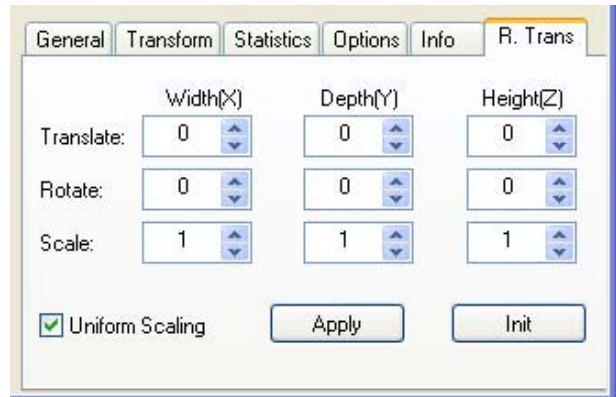 General Transform Statistics Options Info R. Trans
Width(X) Depth(Y) Height(Z)
Translate: 0 0 0
Rotate: 0 0 0
Scale: 1 1 1
Uniform Scaling Apply Init